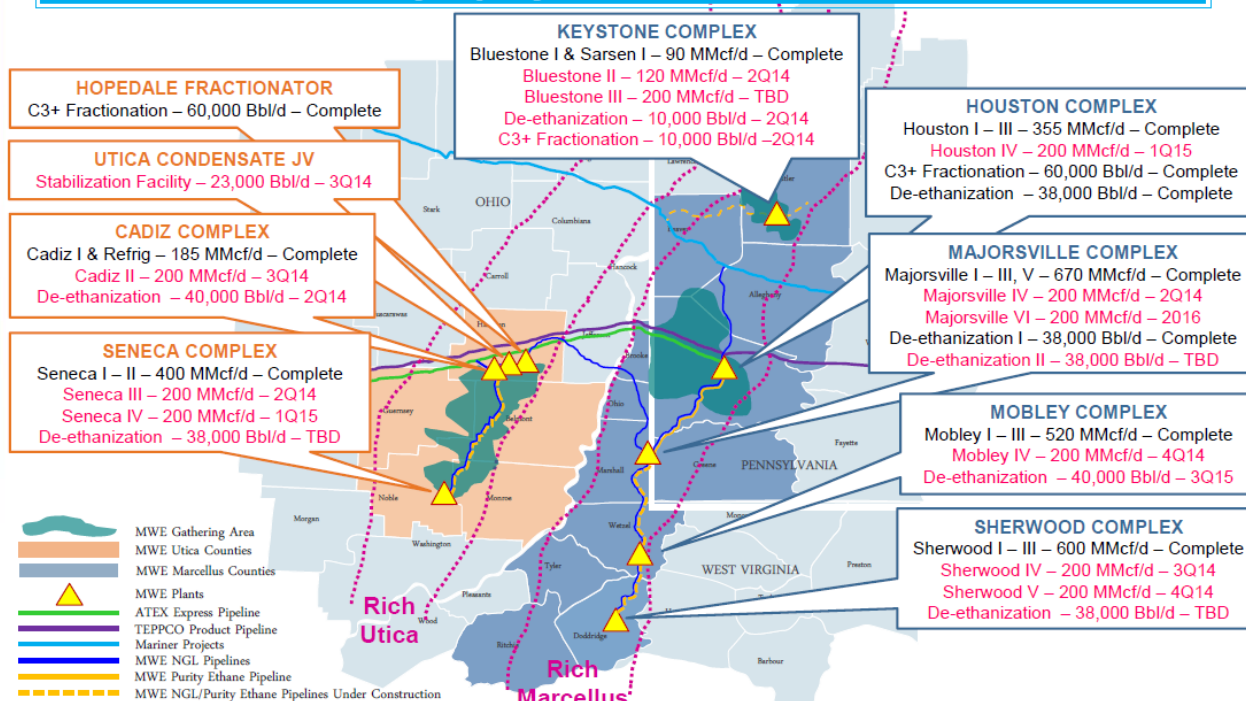 KEYSTONE COMPLEX
Bluestone I & Sarsen I – 90 MMcf/d – Complete
Bluestone II – 120 MMcf/d – 2Q14
Bluestone III – 200 MMcf/d – TBD
De-ethanization – 10,000 Bbl/d – 2Q14
C3+ Fractionation – 10,000 Bbl/d –2Q14
HOPEDALE FRACTIONATOR
C3+ Fractionation – 60,000 Bbl/d – Complete
UTICA CONDENSATE JV
Stabilization Facility – 23,000 Bbl/d – 3Q14
CADIZ COMPLEX
Cadiz I & Refrig – 185 MMcf/d – Complete
Cadiz II – 200 MMcf/d – 3Q14
De-ethanization – 40,000 Bbl/d – 2Q14
SENECA COMPLEX
Seneca I – II – 400 MMcf/d – Complete
Seneca III – 200 MMcf/d – 2Q14
Seneca IV – 200 MMcf/d – 1Q15
De-ethanization – 38,000 Bbl/d – TBD
HOUSTON COMPLEX
Houston I – III – 355 MMcf/d – Complete
Houston IV – 200 MMcf/d – 1Q15
C3+ Fractionation – 60,000 Bbl/d – Complete
De-ethanization – 38,000 Bbl/d – Complete
MAJORSVILLE COMPLEX
Majorsville I – III, V – 670 MMcf/d – Complete
Majorsville IV – 200 MMcf/d – 2Q14
Majorsville VI – 200 MMcf/d – 2016
De-ethanization I – 38,000 Bbl/d – Complete
De-ethanization II – 38,000 Bbl/d – TBD
MOBLEY COMPLEX
Mobley I – III – 520 MMcf/d – Complete
Mobley IV – 200 MMcf/d – 4Q14
De-ethanization – 40,000 Bbl/d – 3Q15
SHERWOOD COMPLEX
Sherwood I – III – 600 MMcf/d – Complete
Sherwood IV – 200 MMcf/d – 3Q14
Sherwood V – 200 MMcf/d – 4Q14
De-ethanization – 38,000 Bbl/d – TBD
OHIO
Stark
Columbiana
Carroll
Hancock
Allegheny
Brooke
Ohio
Guernsey
Belmont
Marshall
Greene
Fayette
PENNSYLVANIA
Noble
Monroe
Morgan
Wetzel
Washington
Tyler
WEST VIRGINIA
Preston
Pleasants
Wood
Doddridge
Barbour
Rich
Utica
Rich
Marcellus
MWE Gathering Area
MWE Utica Counties
MWE Marcellus Counties
MWE Plants
ATEX Express Pipeline
TEPPCO Product Pipeline
Mariner Projects
MWE NGL Pipelines
MWE Purity Ethane Pipeline
MWE NGL/Purity Ethane Pipelines Under Construction